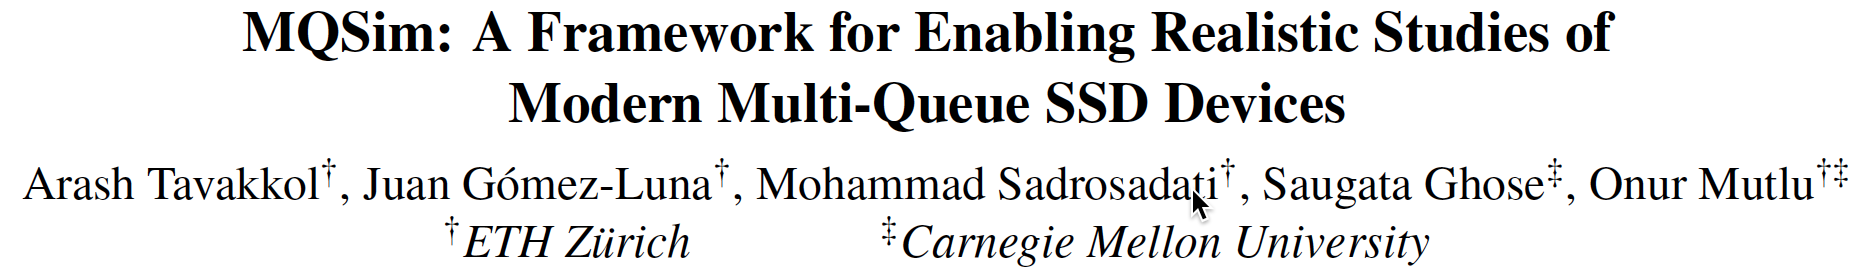 MQSim: A Framework for Enabling Realistic Studies of
Modern Multi-Queue SSD Devices
Arash Tavakkol†, Juan Gómez-Luna†, Mohammad Sadrosadati†, Saugata Ghose‡, Onur Mutlu†‡
†ETH Zürich ‡Carnegie Mellon University